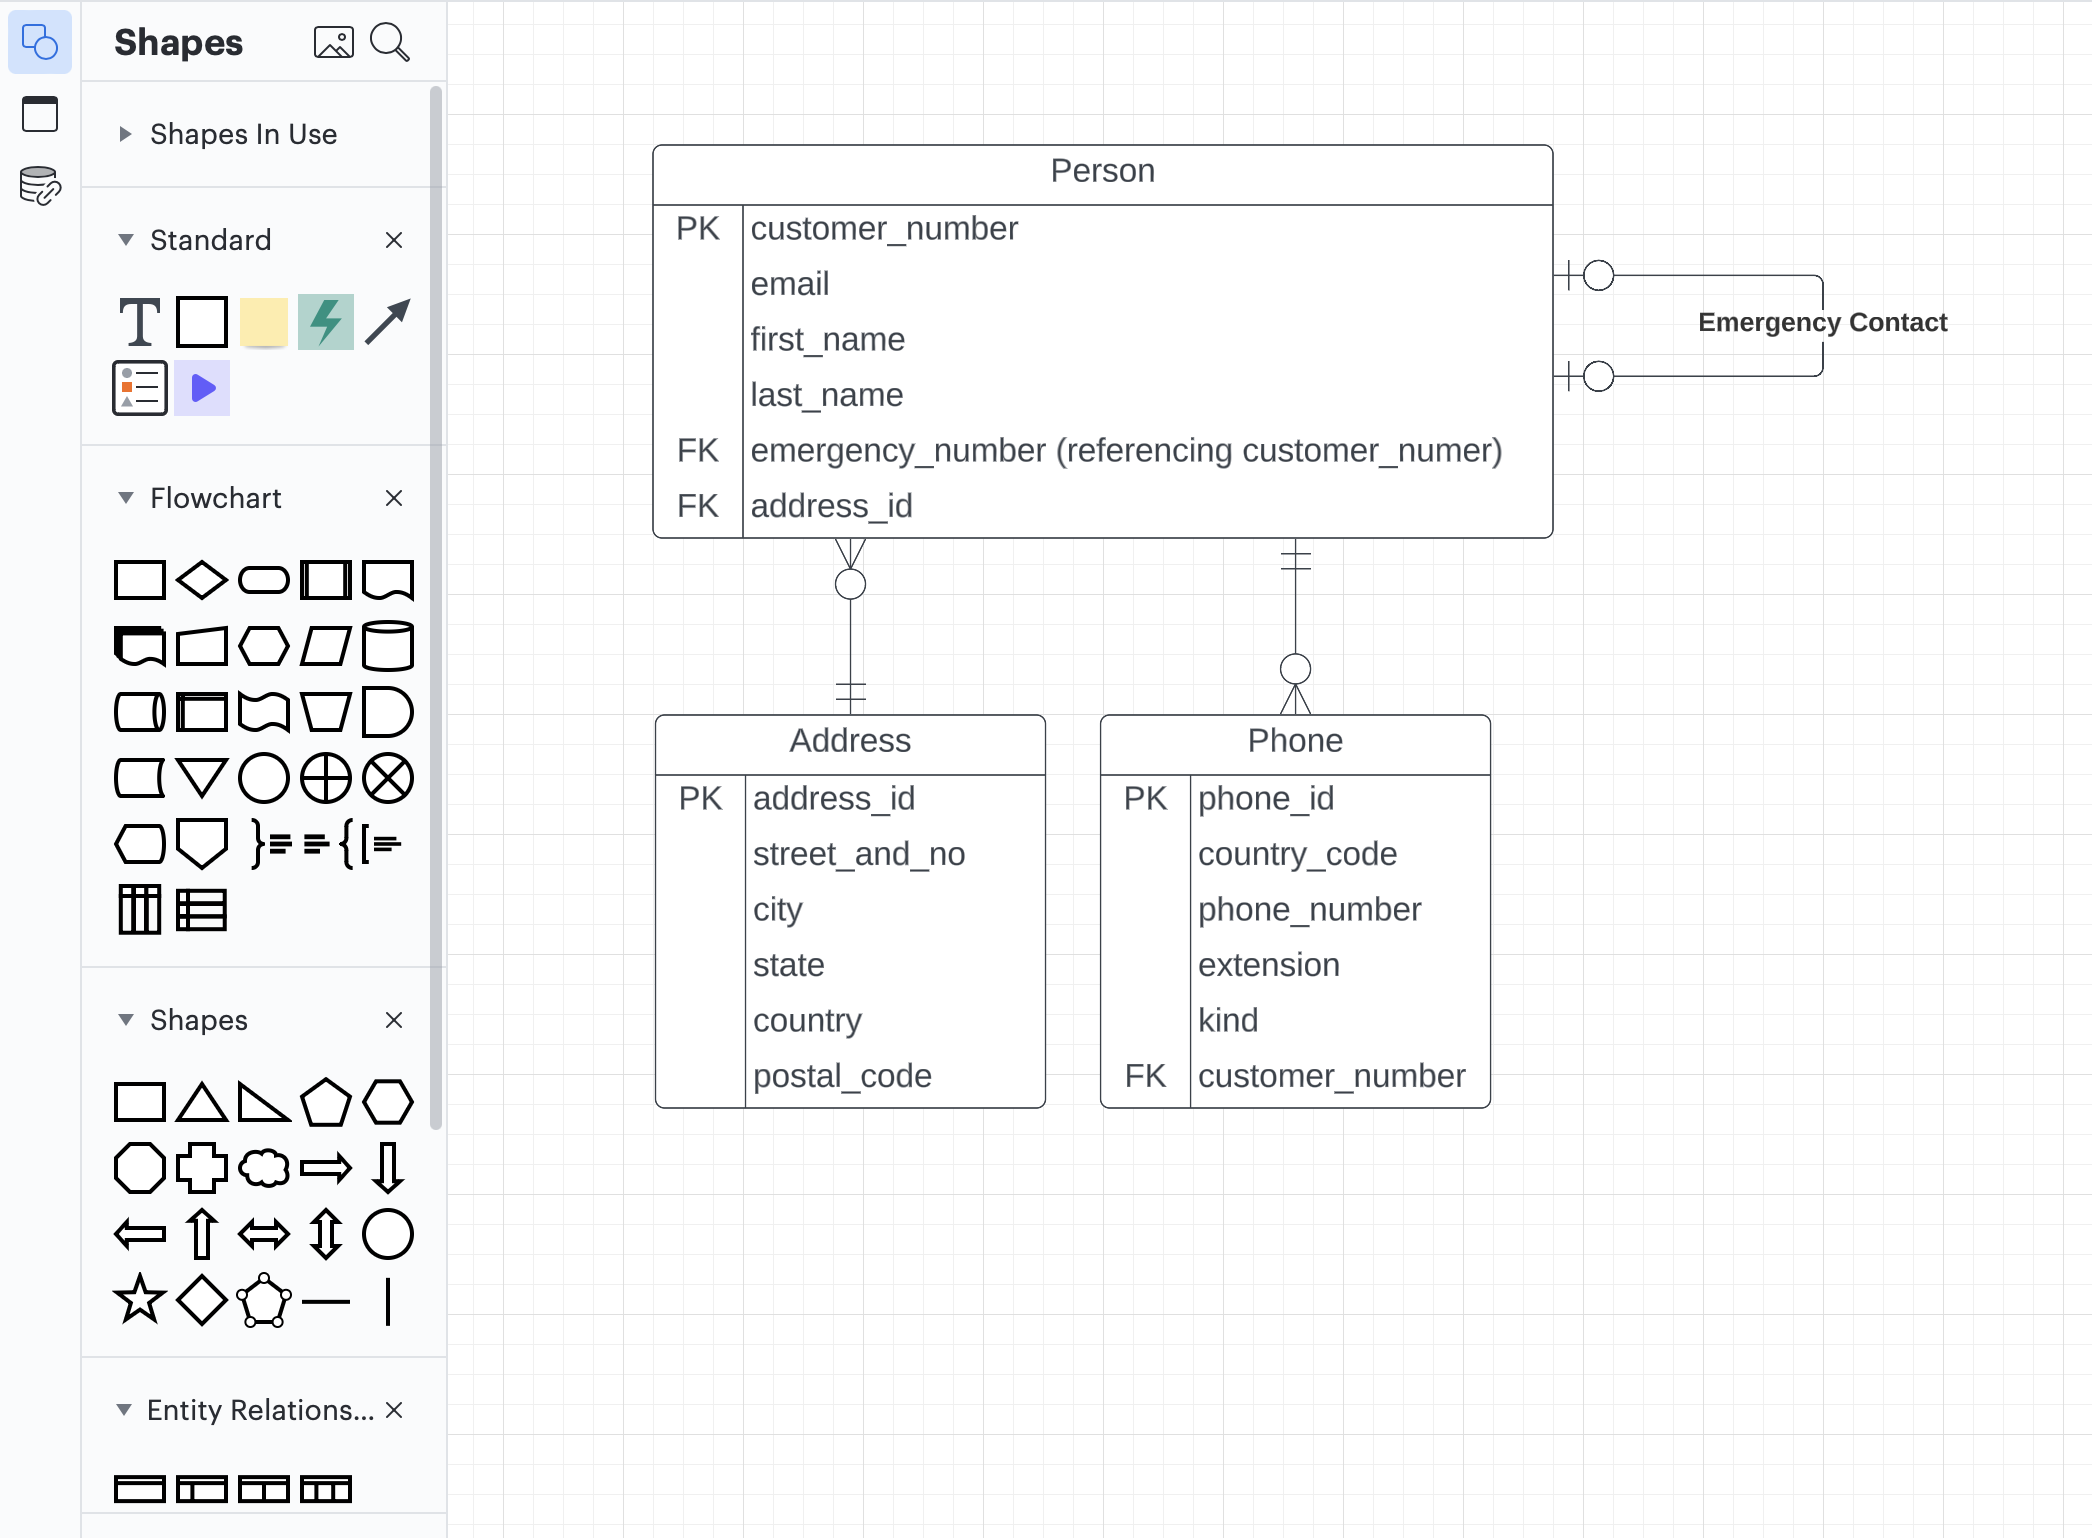 Shapes
Shapes In Use
Standard
T
Flowchart
Shapes
Entity Relations...
Person
PK customer_number
email
first_name
last_name
FK emergency_number (referencing customer_numer)
FK address_id
Emergency Contact
Address
PK address_id
street_and_no
city
state
country
postal_code
Phone
PK phone_id
country_code
phone_number
extension
kind
FK customer_number